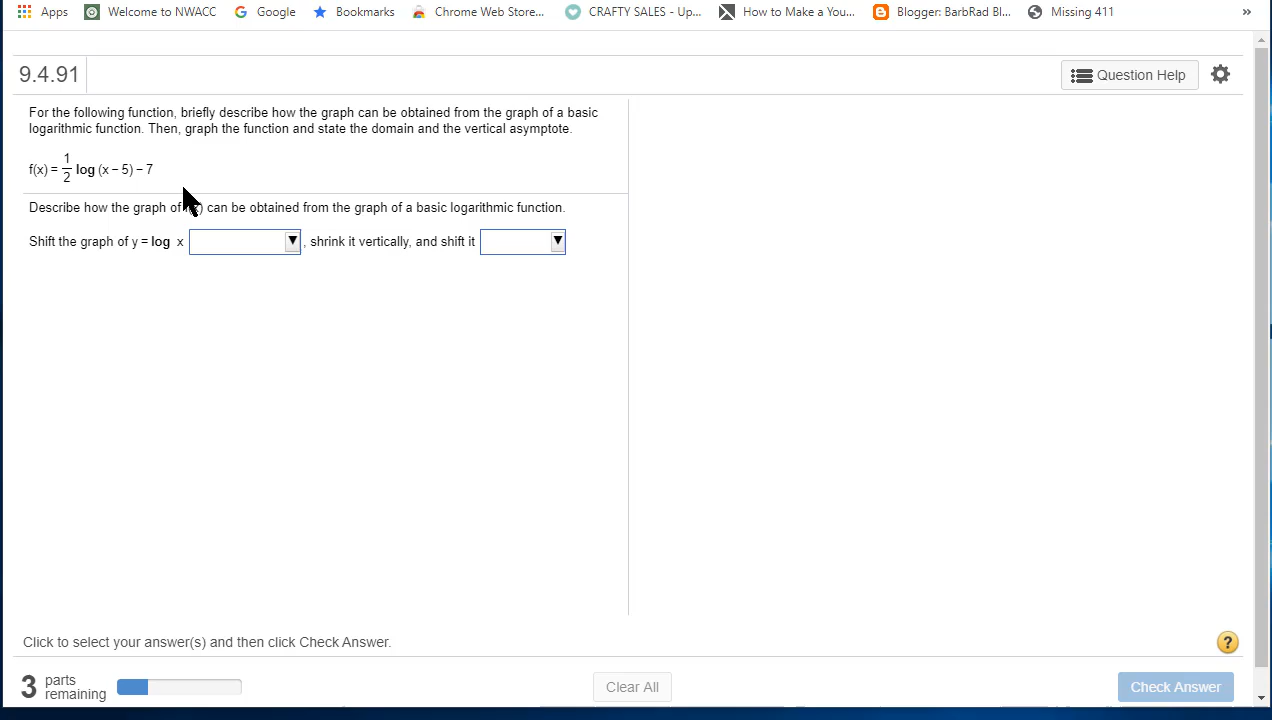 Apps Welcome to NWACC Google Bookmarks Chrome Web Store... CRAFTY SALES - Up... How to Make a You... Blogger: BarbRad Bl... Missing 411 »
9.4.91 Question Help
For the following function, briefly describe how the graph can be obtained from the graph of a basic
logarithmic function. Then, graph the function and state the domain and the vertical asymptote.
f(x) = 1/2 log (x − 5) − 7
Describe how the graph of f(x) can be obtained from the graph of a basic logarithmic function.
Shift the graph of y = log x ▼, shrink it vertically, and shift it ▼
Click to select your answer(s) and then click Check Answer. ?
3 parts
remaining
Clear All
Check Answer